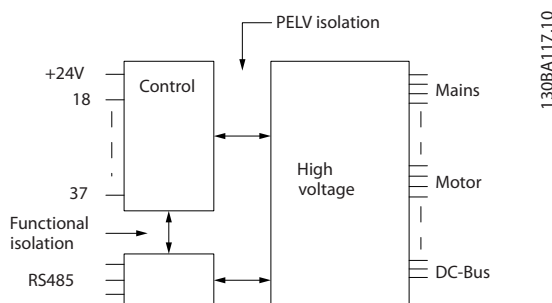 PELV isolation
130BA117.10
+24V
Control
18
Mains
High
voltage
Motor
37
Functional
isolation
RS485
DC-Bus